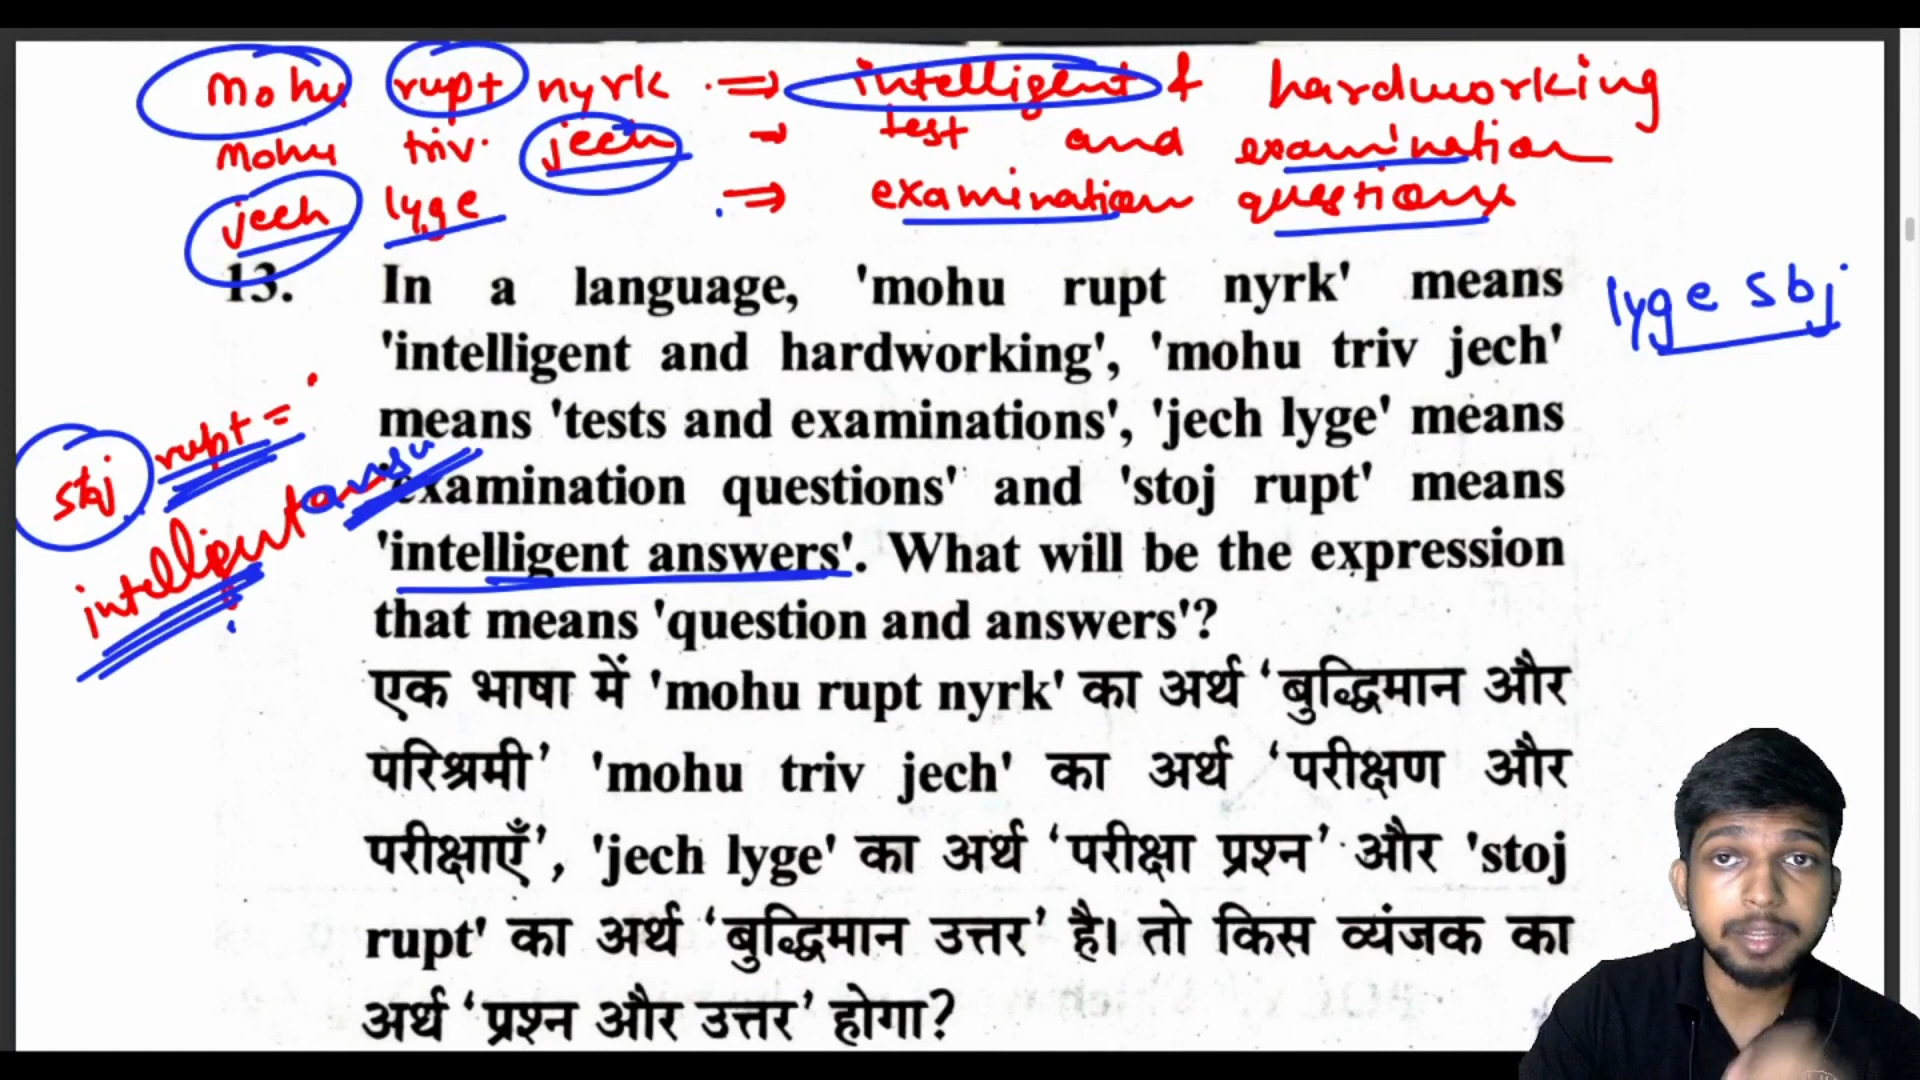 mohu rupt nyrk ⇒ intelligent & hardworking
mohu triv. jech → test and examination
jech lyge ⇒ examination questions
13. In a language, 'mohu rupt nyrk' means
lyge stoj
'intelligent and hardworking', 'mohu triv jech'
means 'tests and examinations', 'jech lyge' means
stoj rupt =
intelligent
examination questions' and 'stoj rupt' means
'intelligent answers'. What will be the expression
that means 'question and answers'?
एक भाषा में 'mohu rupt nyrk' का अर्थ ‘बुद्धिमान और
परिश्रमी’ 'mohu triv jech' का अर्थ ‘परीक्षण और
परीक्षाएँ’, 'jech lyge' का अर्थ ‘परीक्षा प्रश्न’ और 'stoj
rupt' का अर्थ ‘बुद्धिमान उत्तर’ है। तो किस व्यंजक का
अर्थ ‘प्रश्न और उत्तर’ होगा?